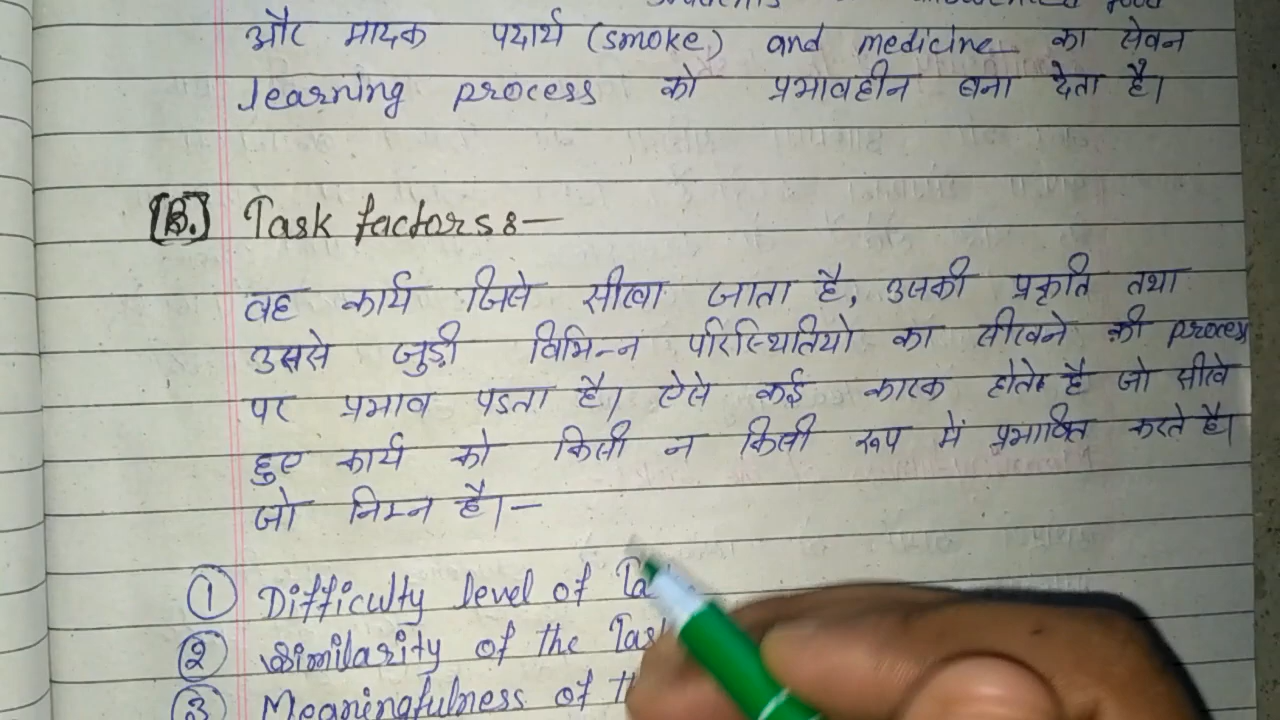 food
और मादक पदार्थ (smoke) and medicine का सेवन
learning process को प्रभावहीन बना देता है।
[B.] Task factors:-
वह कार्य जिसे सीखा जाता है, उसकी प्रकृति तथा
उससे जुड़ी विभिन्न परिस्थितियो का सीखने की process
पर प्रभाव पडता है। ऐसे कई कारक होते है जो सीखे
हुए कार्य को किसी न किसी रूप में प्रभावित करते है।
जो निम्न है।-
① Difficulty level of
② Similarity of the
③ Meaningfulness of